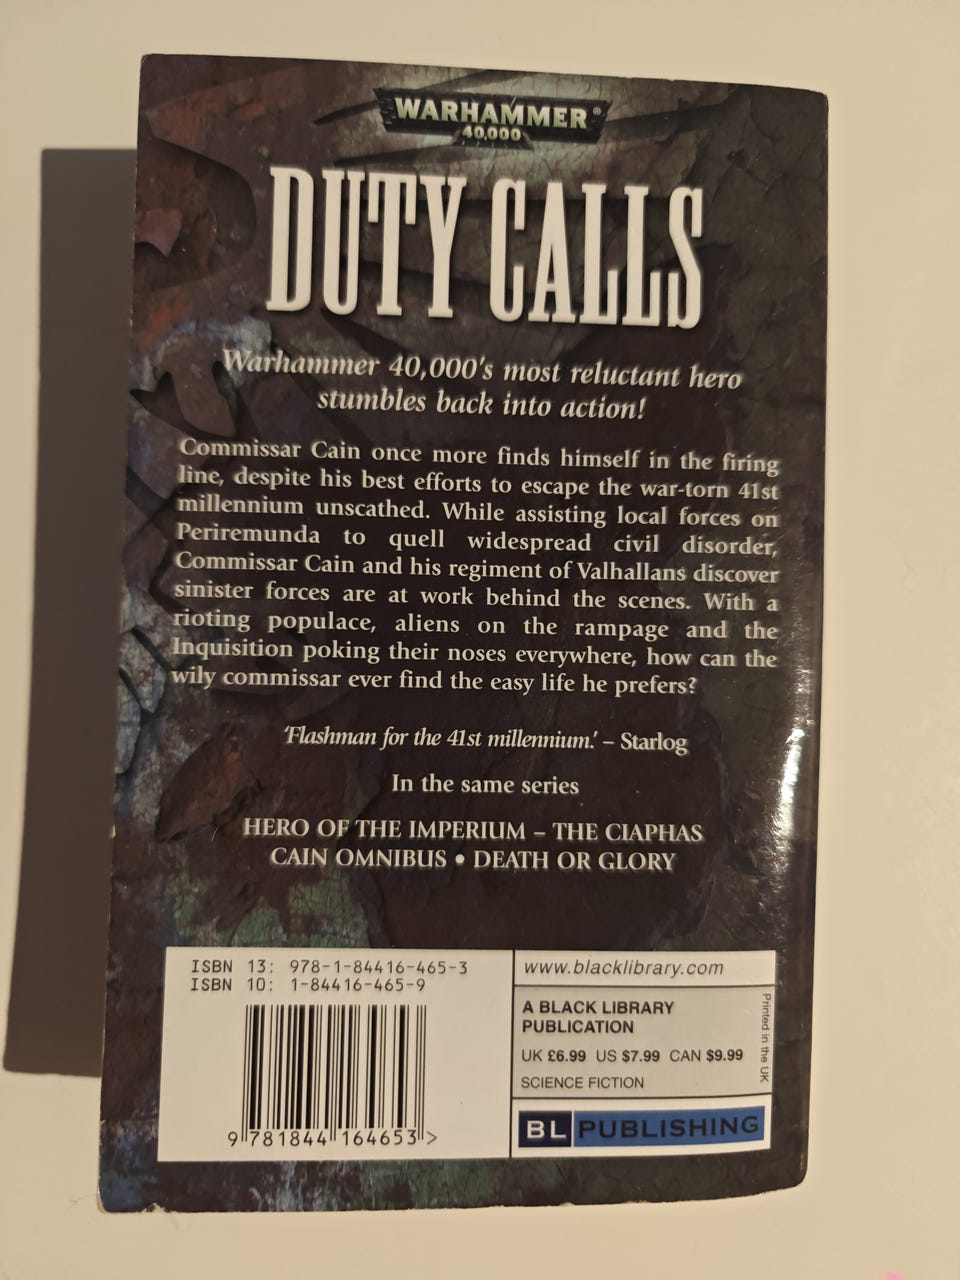 WARHAMMER®
40,000
DUTY CALLS
Warhammer 40,000's most reluctant hero
stumbles back into action!
Commissar Cain once more finds himself in the firing
line, despite his best efforts to escape the war-torn 41st
millennium unscathed. While assisting local forces on
Periremunda to quell widespread civil disorder,
Commissar Cain and his regiment of Valhallans discover
sinister forces are at work behind the scenes. With a
rioting populace, aliens on the rampage and the
Inquisition poking their noses everywhere, how can the
wily commissar ever find the easy life he prefers?
'Flashman for the 41st millennium.' – Starlog
In the same series
HERO OF THE IMPERIUM – THE CIAPHAS
CAIN OMNIBUS • DEATH OR GLORY
ISBN 13: 978-1-84416-465-3
ISBN 10: 1-84416-465-9
9 781844 164653 >
www.blacklibrary.com
A BLACK LIBRARY
PUBLICATION
UK £6.99 US $7.99 CAN $9.99
SCIENCE FICTION
Printed in the UK
BL PUBLISHING